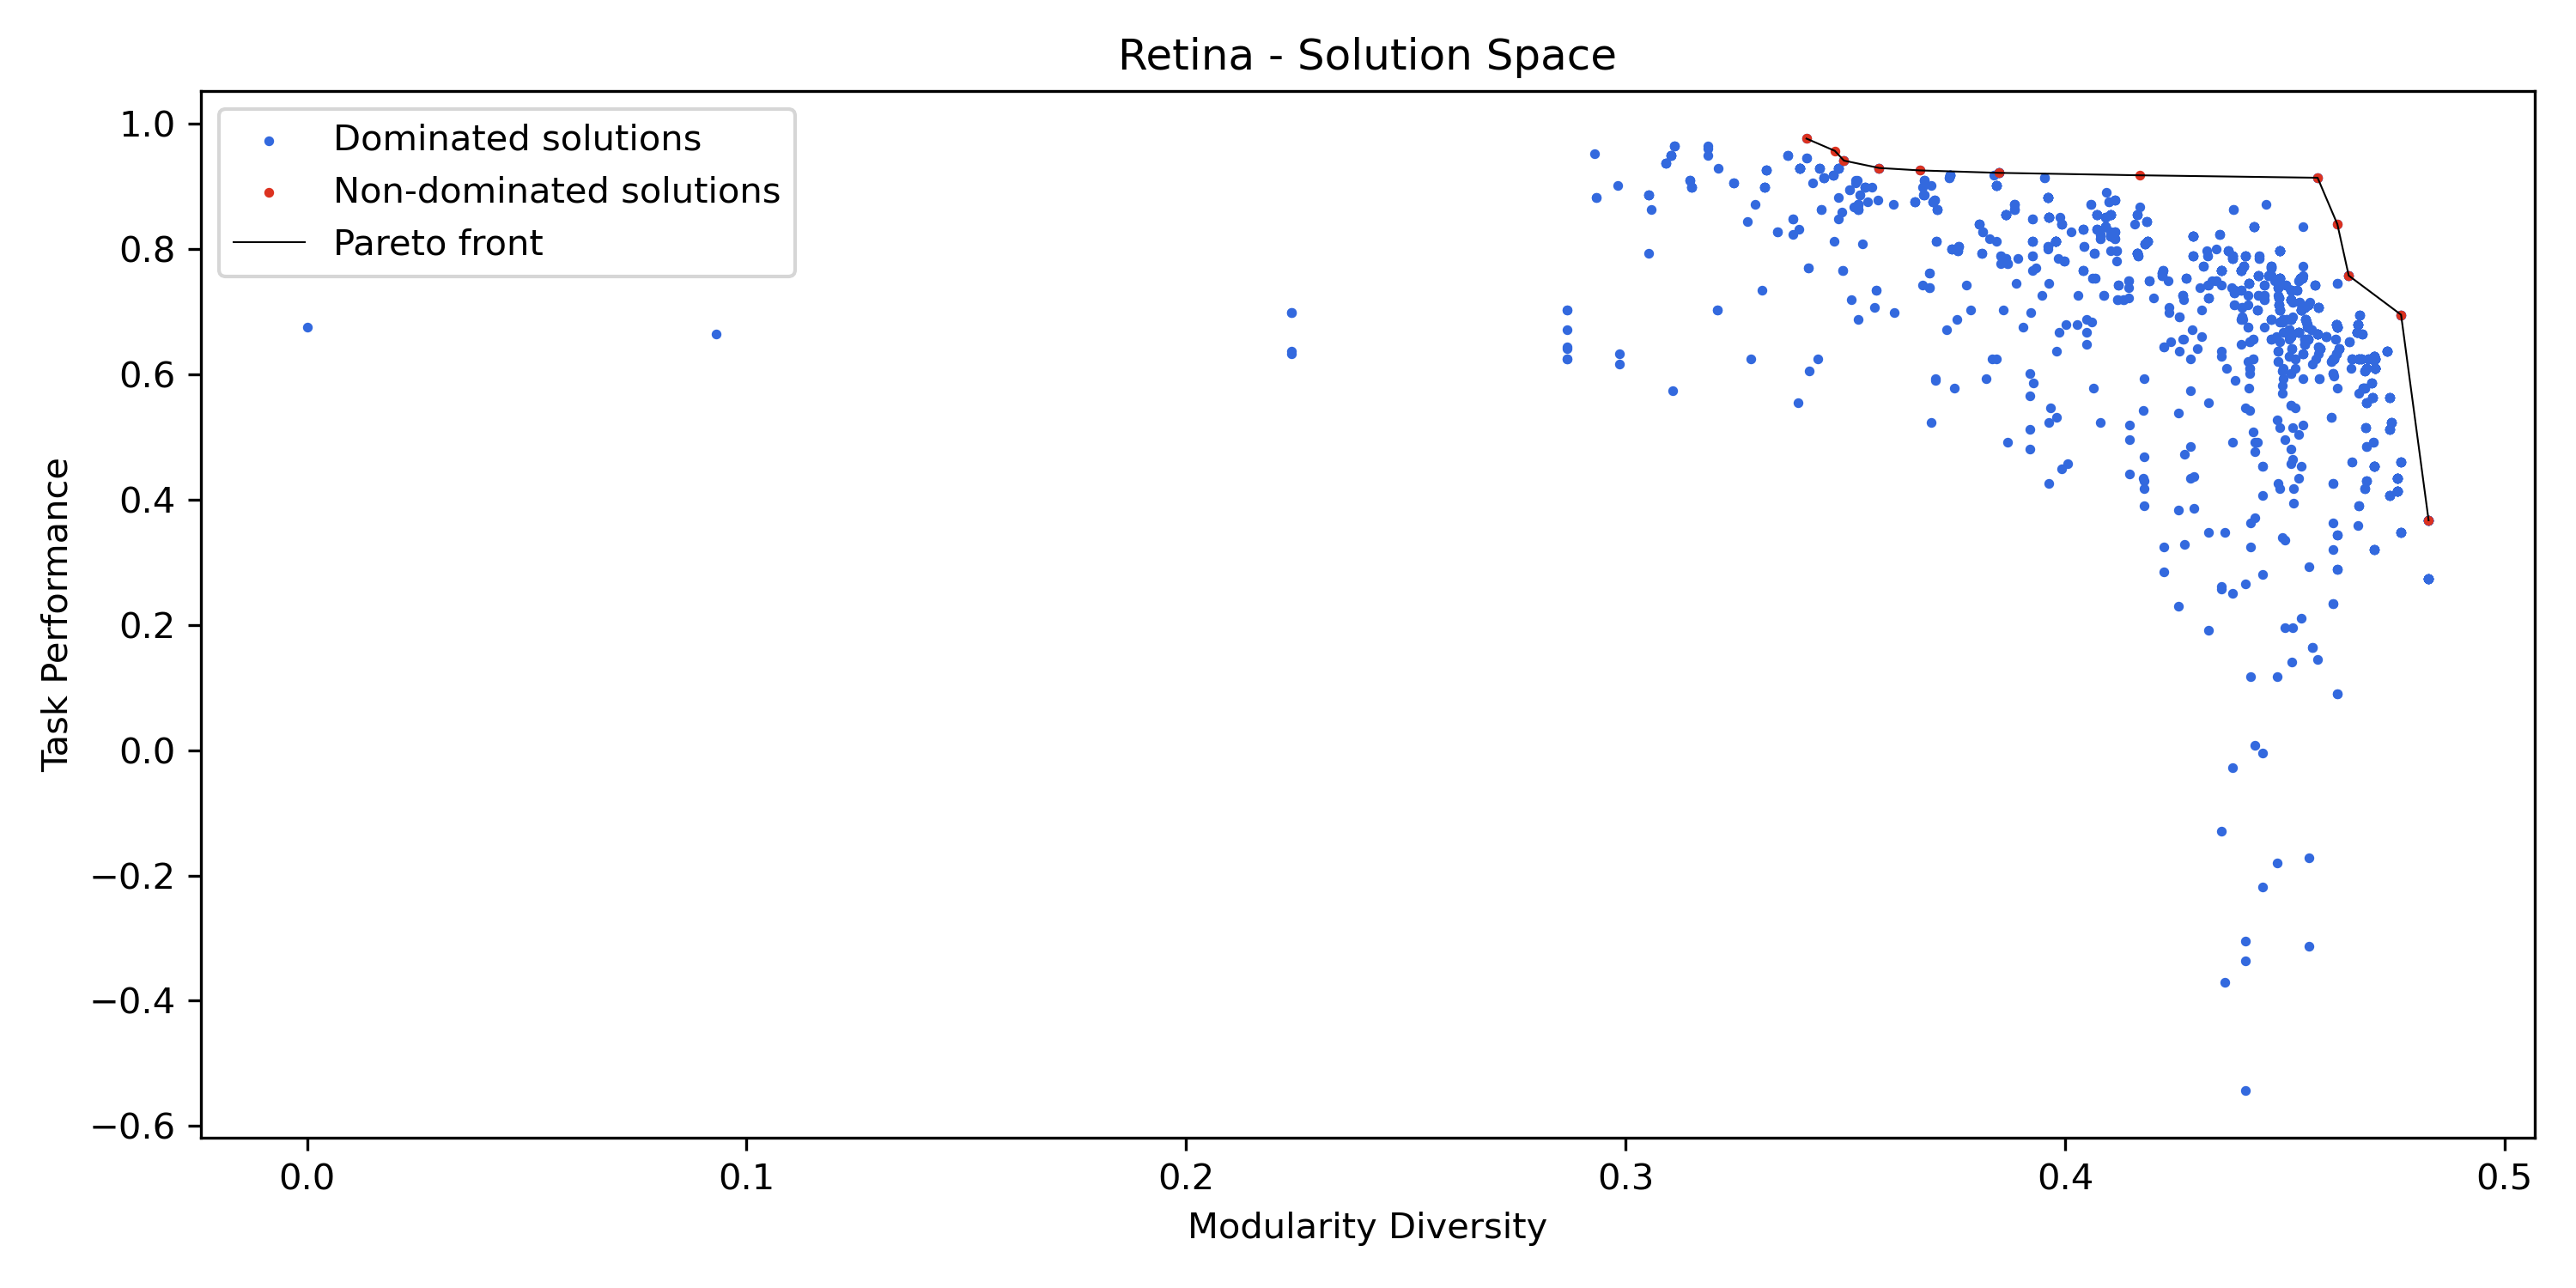 Retina - Solution Space
Dominated solutions
Non-dominated solutions
Pareto front
Task Performance
1.0
0.8
0.6
0.4
0.2
0.0
−0.2
−0.4
−0.6
0.0 0.1 0.2 0.3 0.4 0.5
Modularity Diversity